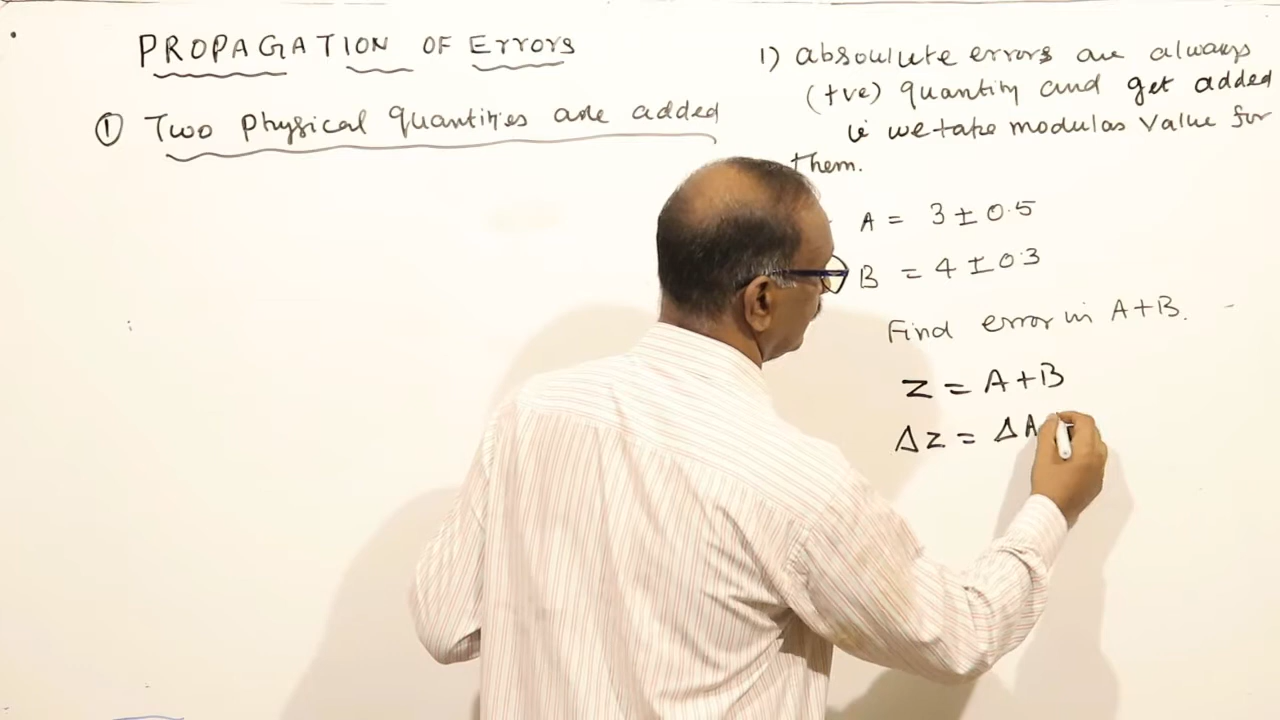 PROPAGATION OF Errors
① Two Physical quantities are added
1) absoulute errors are always
(+ve) quantity and get added
ie we take modulas value for
them.
A = 3 ± 0.5
B = 4 ± 0.3
Find error in A+B.
Z = A+B
ΔZ = ΔA